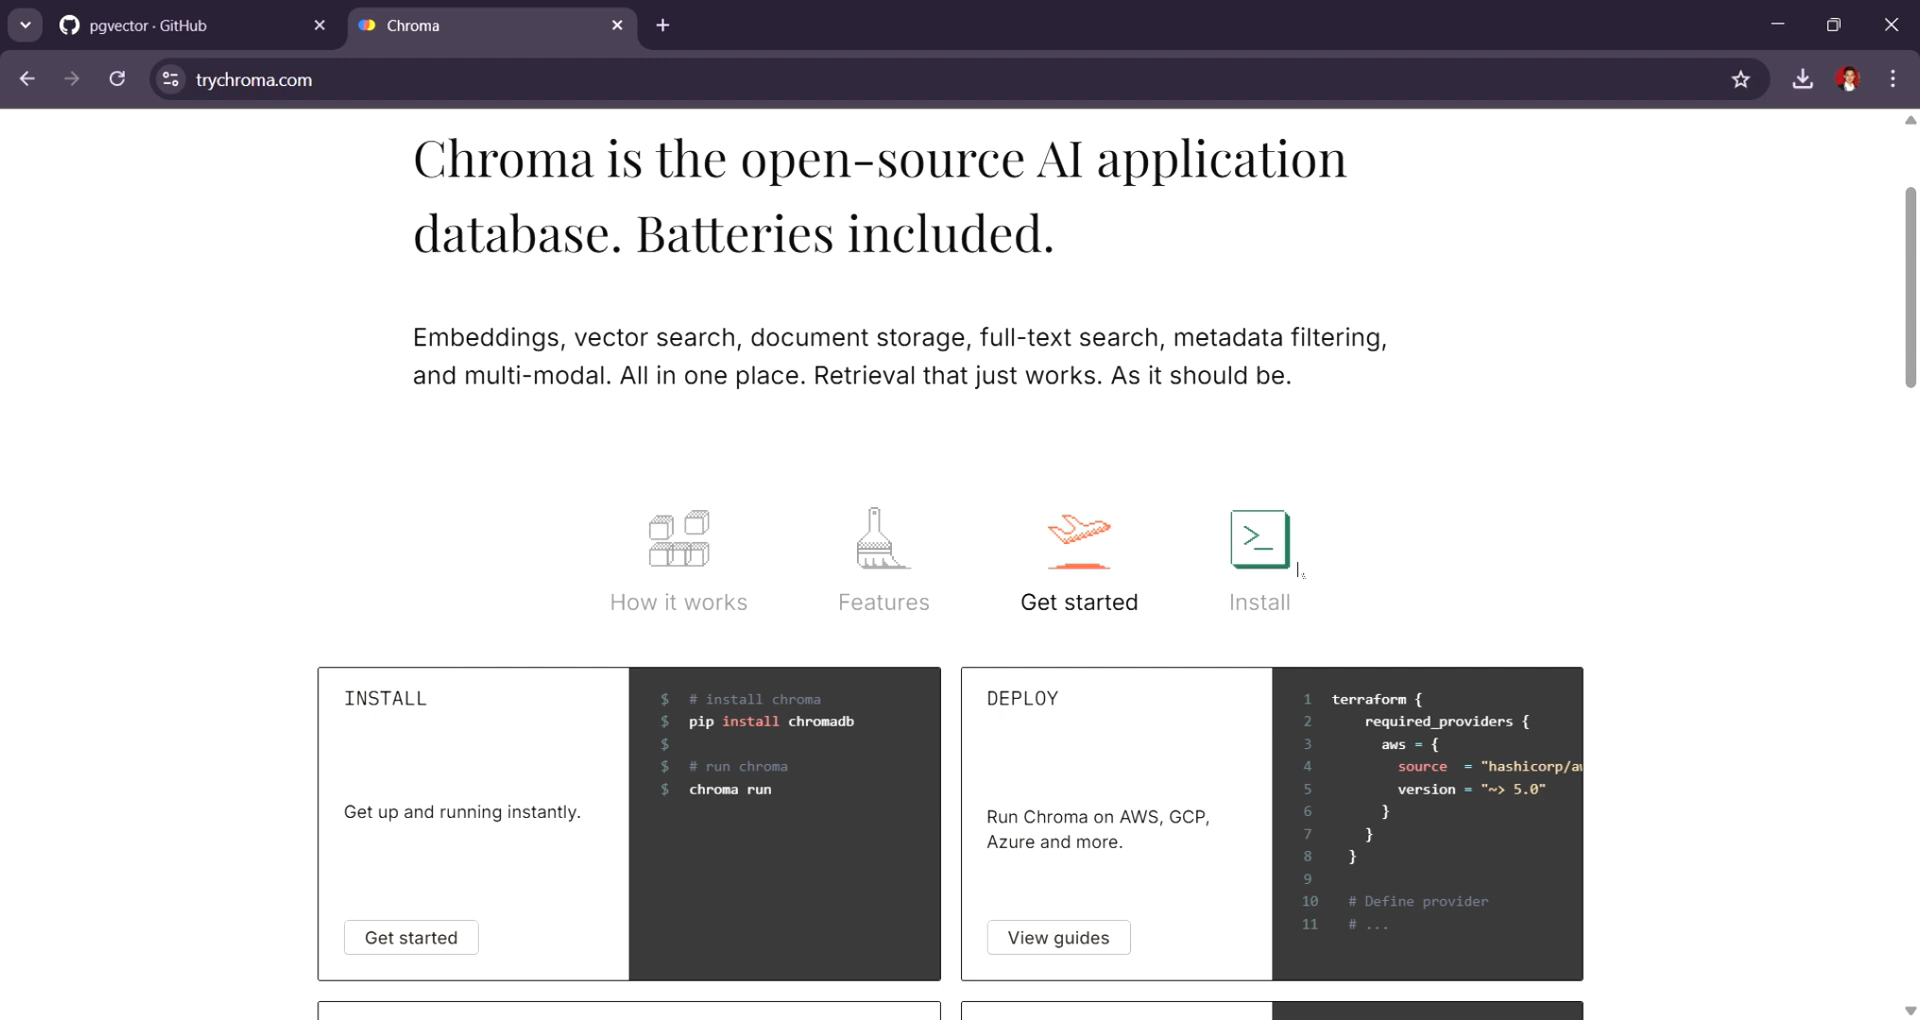 pgvector · GitHub
Chroma
trychroma.com
Chroma is the open-source AI application
database. Batteries included.
Embeddings, vector search, document storage, full-text search, metadata filtering,
and multi-modal. All in one place. Retrieval that just works. As it should be.
How it works
Features
Get started
Install
INSTALL
Get up and running instantly.
Get started
$ # install chroma
$ pip install chromadb
$
$ # run chroma
$ chroma run
DEPLOY
Run Chroma on AWS, GCP,
Azure and more.
View guides
1 terraform {
2 required_providers {
3 aws = {
4 source = "hashicorp/a
5 version = "~> 5.0"
6 }
7 }
8 }
9
10 # Define provider
11 # ...